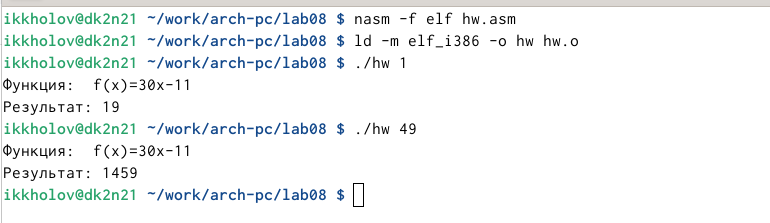 ikkholov@dk2n21 ~/work/arch-pc/lab08 $ nasm -f elf hw.asm
ikkholov@dk2n21 ~/work/arch-pc/lab08 $ ld -m elf_i386 -o hw hw.o
ikkholov@dk2n21 ~/work/arch-pc/lab08 $ ./hw 1
Функция:  f(x)=30x-11
Результат: 19
ikkholov@dk2n21 ~/work/arch-pc/lab08 $ ./hw 49
Функция:  f(x)=30x-11
Результат: 1459
ikkholov@dk2n21 ~/work/arch-pc/lab08 $